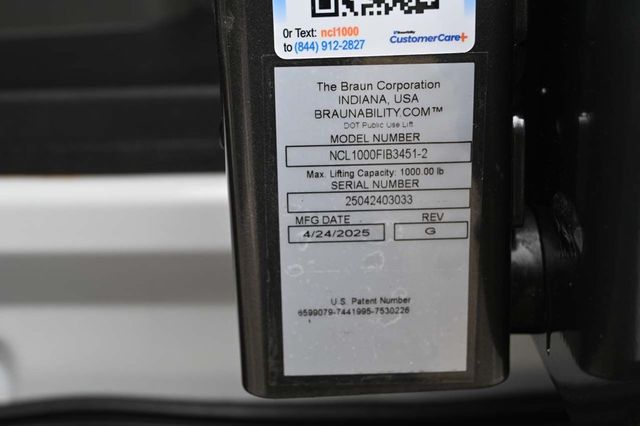 Or Text: ncl1000
to (844) 912-2827
BraunAbility
CustomerCare+
The Braun Corporation
INDIANA, USA
BRAUNABILITY.COM™
DOT Public Use Lift
MODEL NUMBER
NCL1000FIB3451-2
Max. Lifting Capacity: 1000.00 lb
SERIAL NUMBER
25042403033
MFG DATE REV
4/24/2025 G
U.S. Patent Number
6599079-7441995-7530226